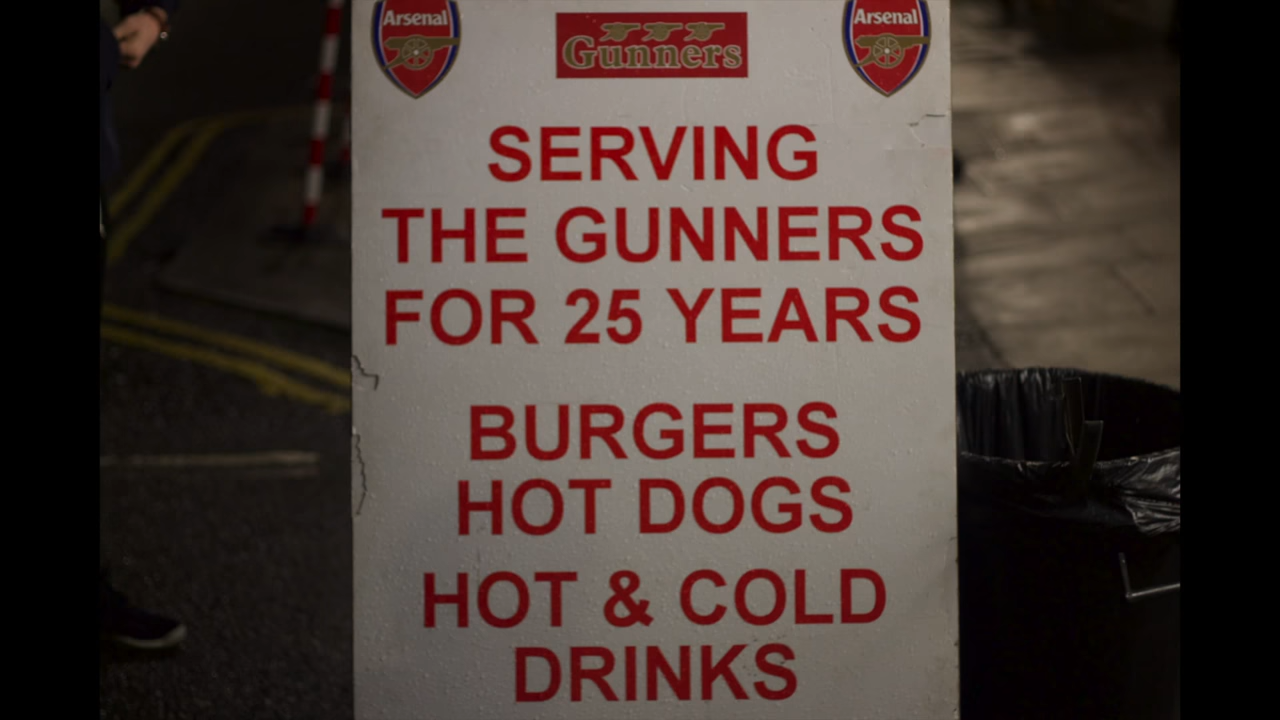 Arsenal Gunners Arsenal
SERVING
THE GUNNERS
FOR 25 YEARS
BURGERS
HOT DOGS
HOT & COLD
DRINKS